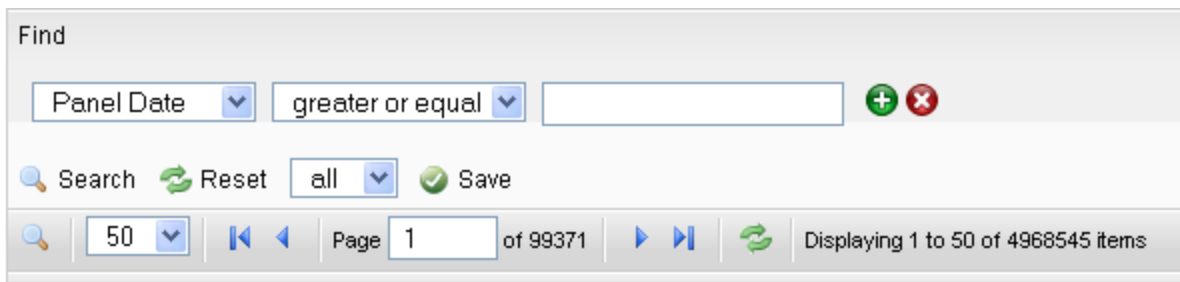 Find
Panel Date greater or equal
Search Reset all Save
50 Page 1 of 99371 Displaying 1 to 50 of 4968545 items